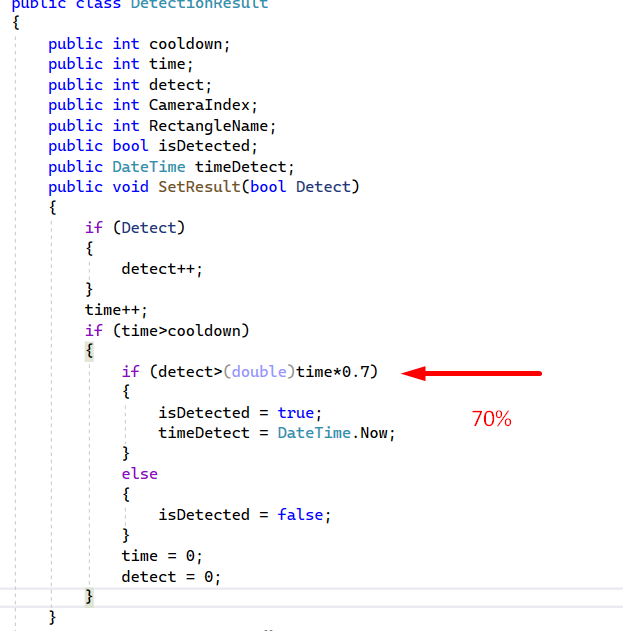 public class DetectionResult
{
public int cooldown;
public int time;
public int detect;
public int CameraIndex;
public int RectangleName;
public bool isDetected;
public DateTime timeDetect;
public void SetResult(bool Detect)
{
if (Detect)
{
detect++;
}
time++;
if (time>cooldown)
{
if (detect>(double)time*0.7)
{
isDetected = true;
70%
timeDetect = DateTime.Now;
}
else
{
isDetected = false;
}
time = 0;
detect = 0;
}
}